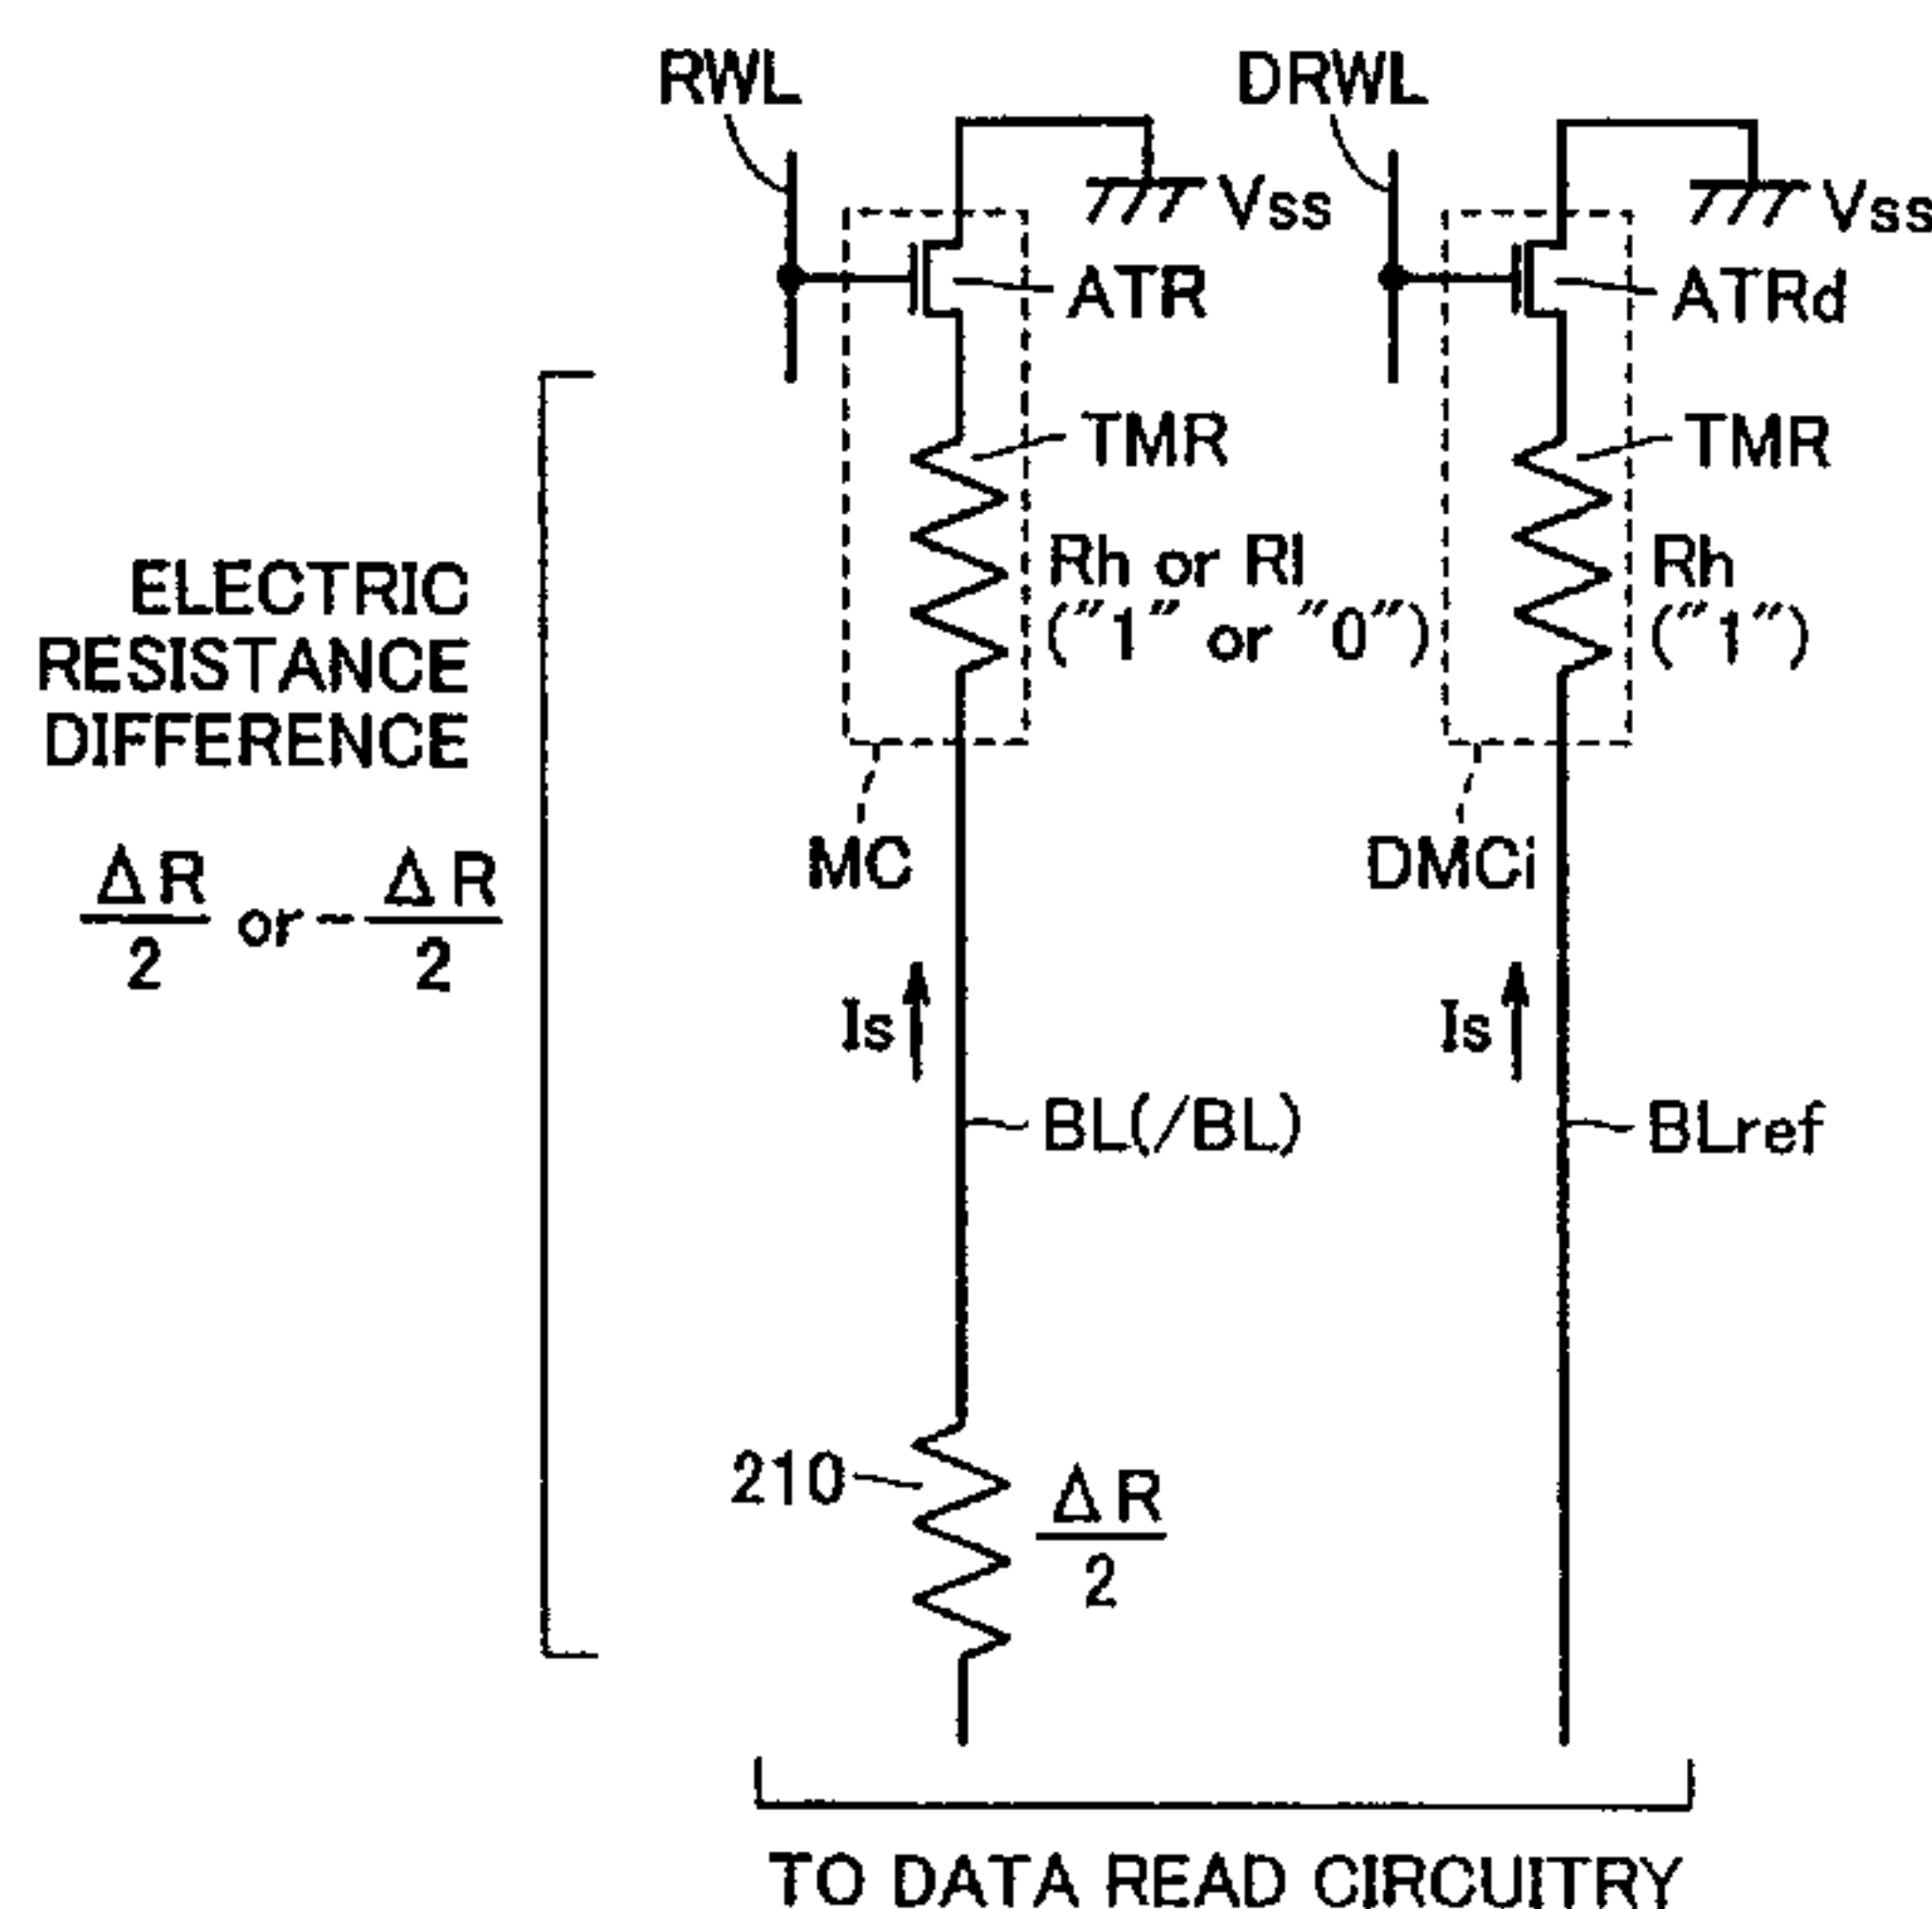 RWL
DRWL
Vss
Vss
ATR
ATRd
TMR
TMR
Rh or Rl
("1" or "0")
Rh
("1")
ELECTRIC
RESISTANCE
DIFFERENCE
ΔR/2 or -ΔR/2
MC
DMCi
Is
Is
BL(/BL)
BLref
210
ΔR/2
TO DATA READ CIRCUITRY